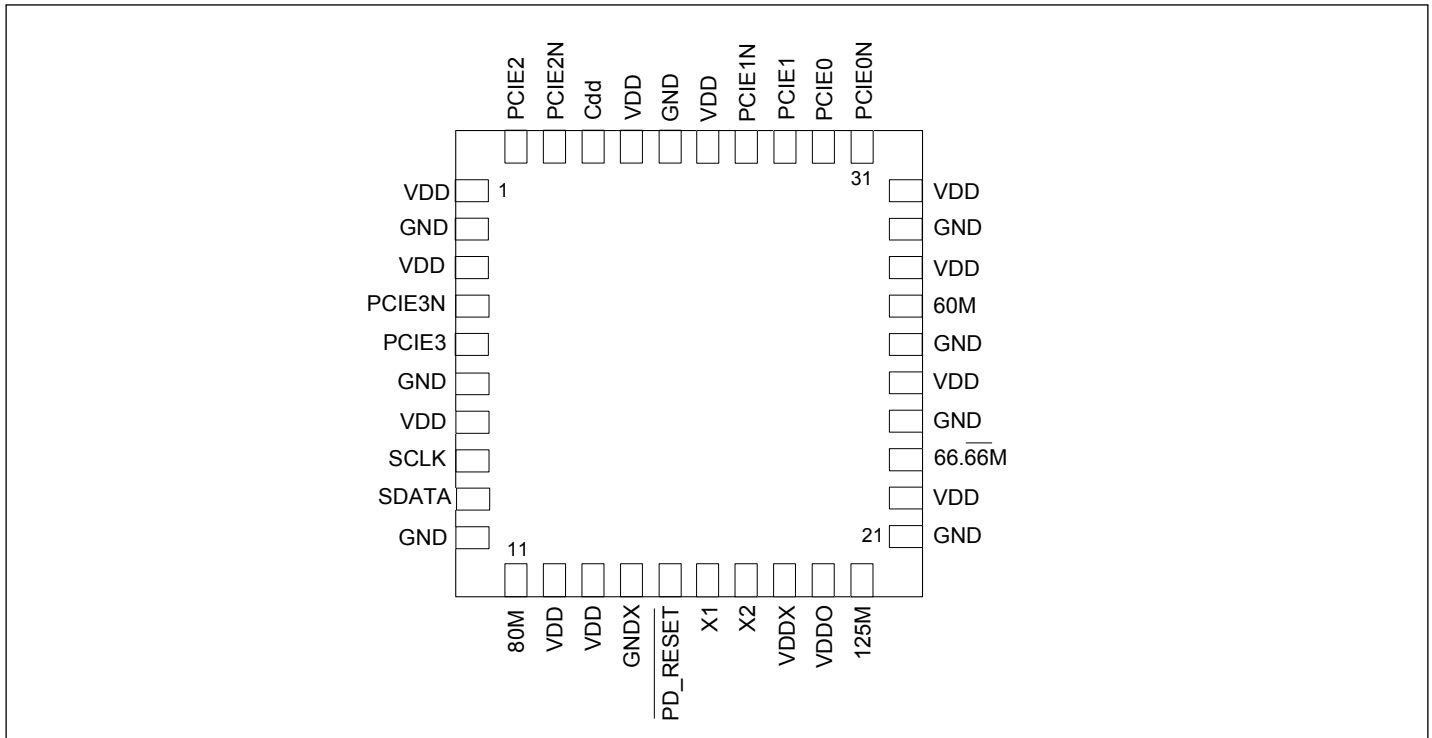 PCIE2
PCIE2N
Cdd
VDD
GND
VDD
PCIE1N
PCIE1
PCIE0
PCIE0N
VDD
1
31
VDD
GND
GND
VDD
VDD
PCIE3N
60M
PCIE3
GND
GND
VDD
VDD
GND
SCLK
66.66M
SDATA
VDD
GND
11
21
GND
80M
VDD
VDD
GNDX
PD_RESET
X1
X2
VDDX
VDDO
125M